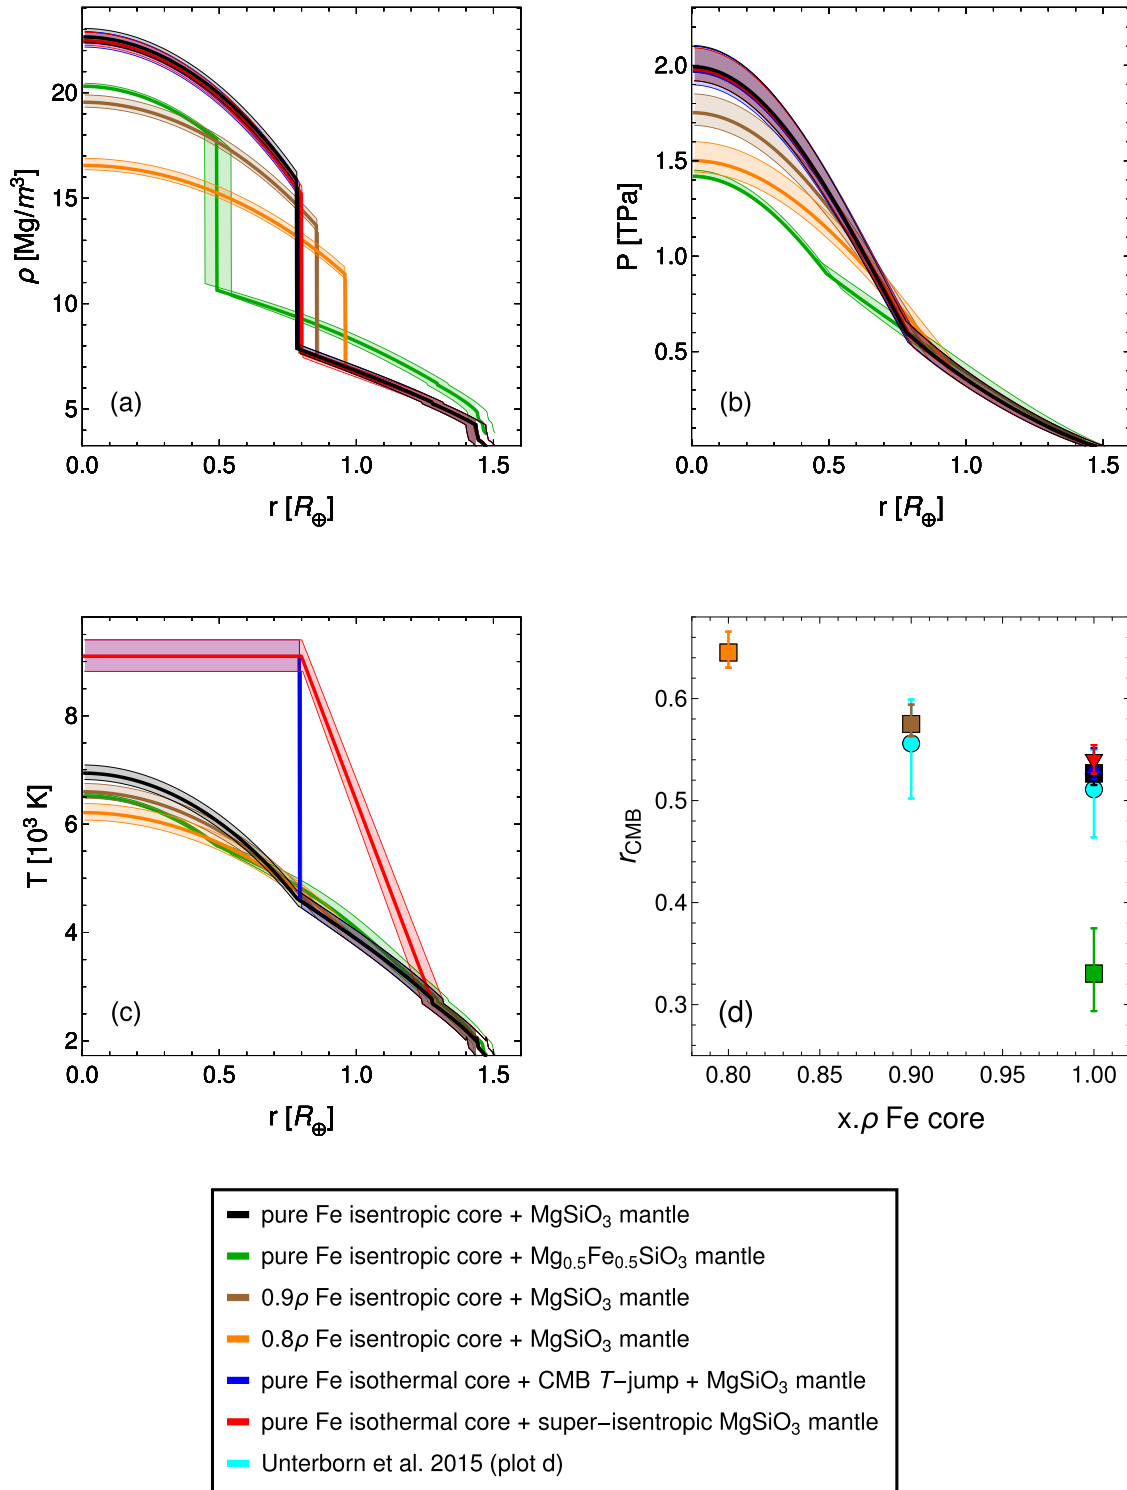 20
15
10
5
0.0
0.5
1.0
1.5
ρ [Mg/m³]
(a)
r [R⊕]
2.0
1.5
1.0
0.5
0.0
0.5
1.0
1.5
P [TPa]
(b)
r [R⊕]
8
6
4
2
0.0
0.5
1.0
1.5
T [10³ K]
(c)
r [R⊕]
0.6
0.5
0.4
0.3
0.80
0.85
0.90
0.95
1.00
r_CMB
(d)
x.ρ Fe core
pure Fe isentropic core + MgSiO₃ mantle
pure Fe isentropic core + Mg₀.₅Fe₀.₅SiO₃ mantle
0.9ρ Fe isentropic core + MgSiO₃ mantle
0.8ρ Fe isentropic core + MgSiO₃ mantle
pure Fe isothermal core + CMB T−jump + MgSiO₃ mantle
pure Fe isothermal core + super−isentropic MgSiO₃ mantle
Unterborn et al. 2015 (plot d)